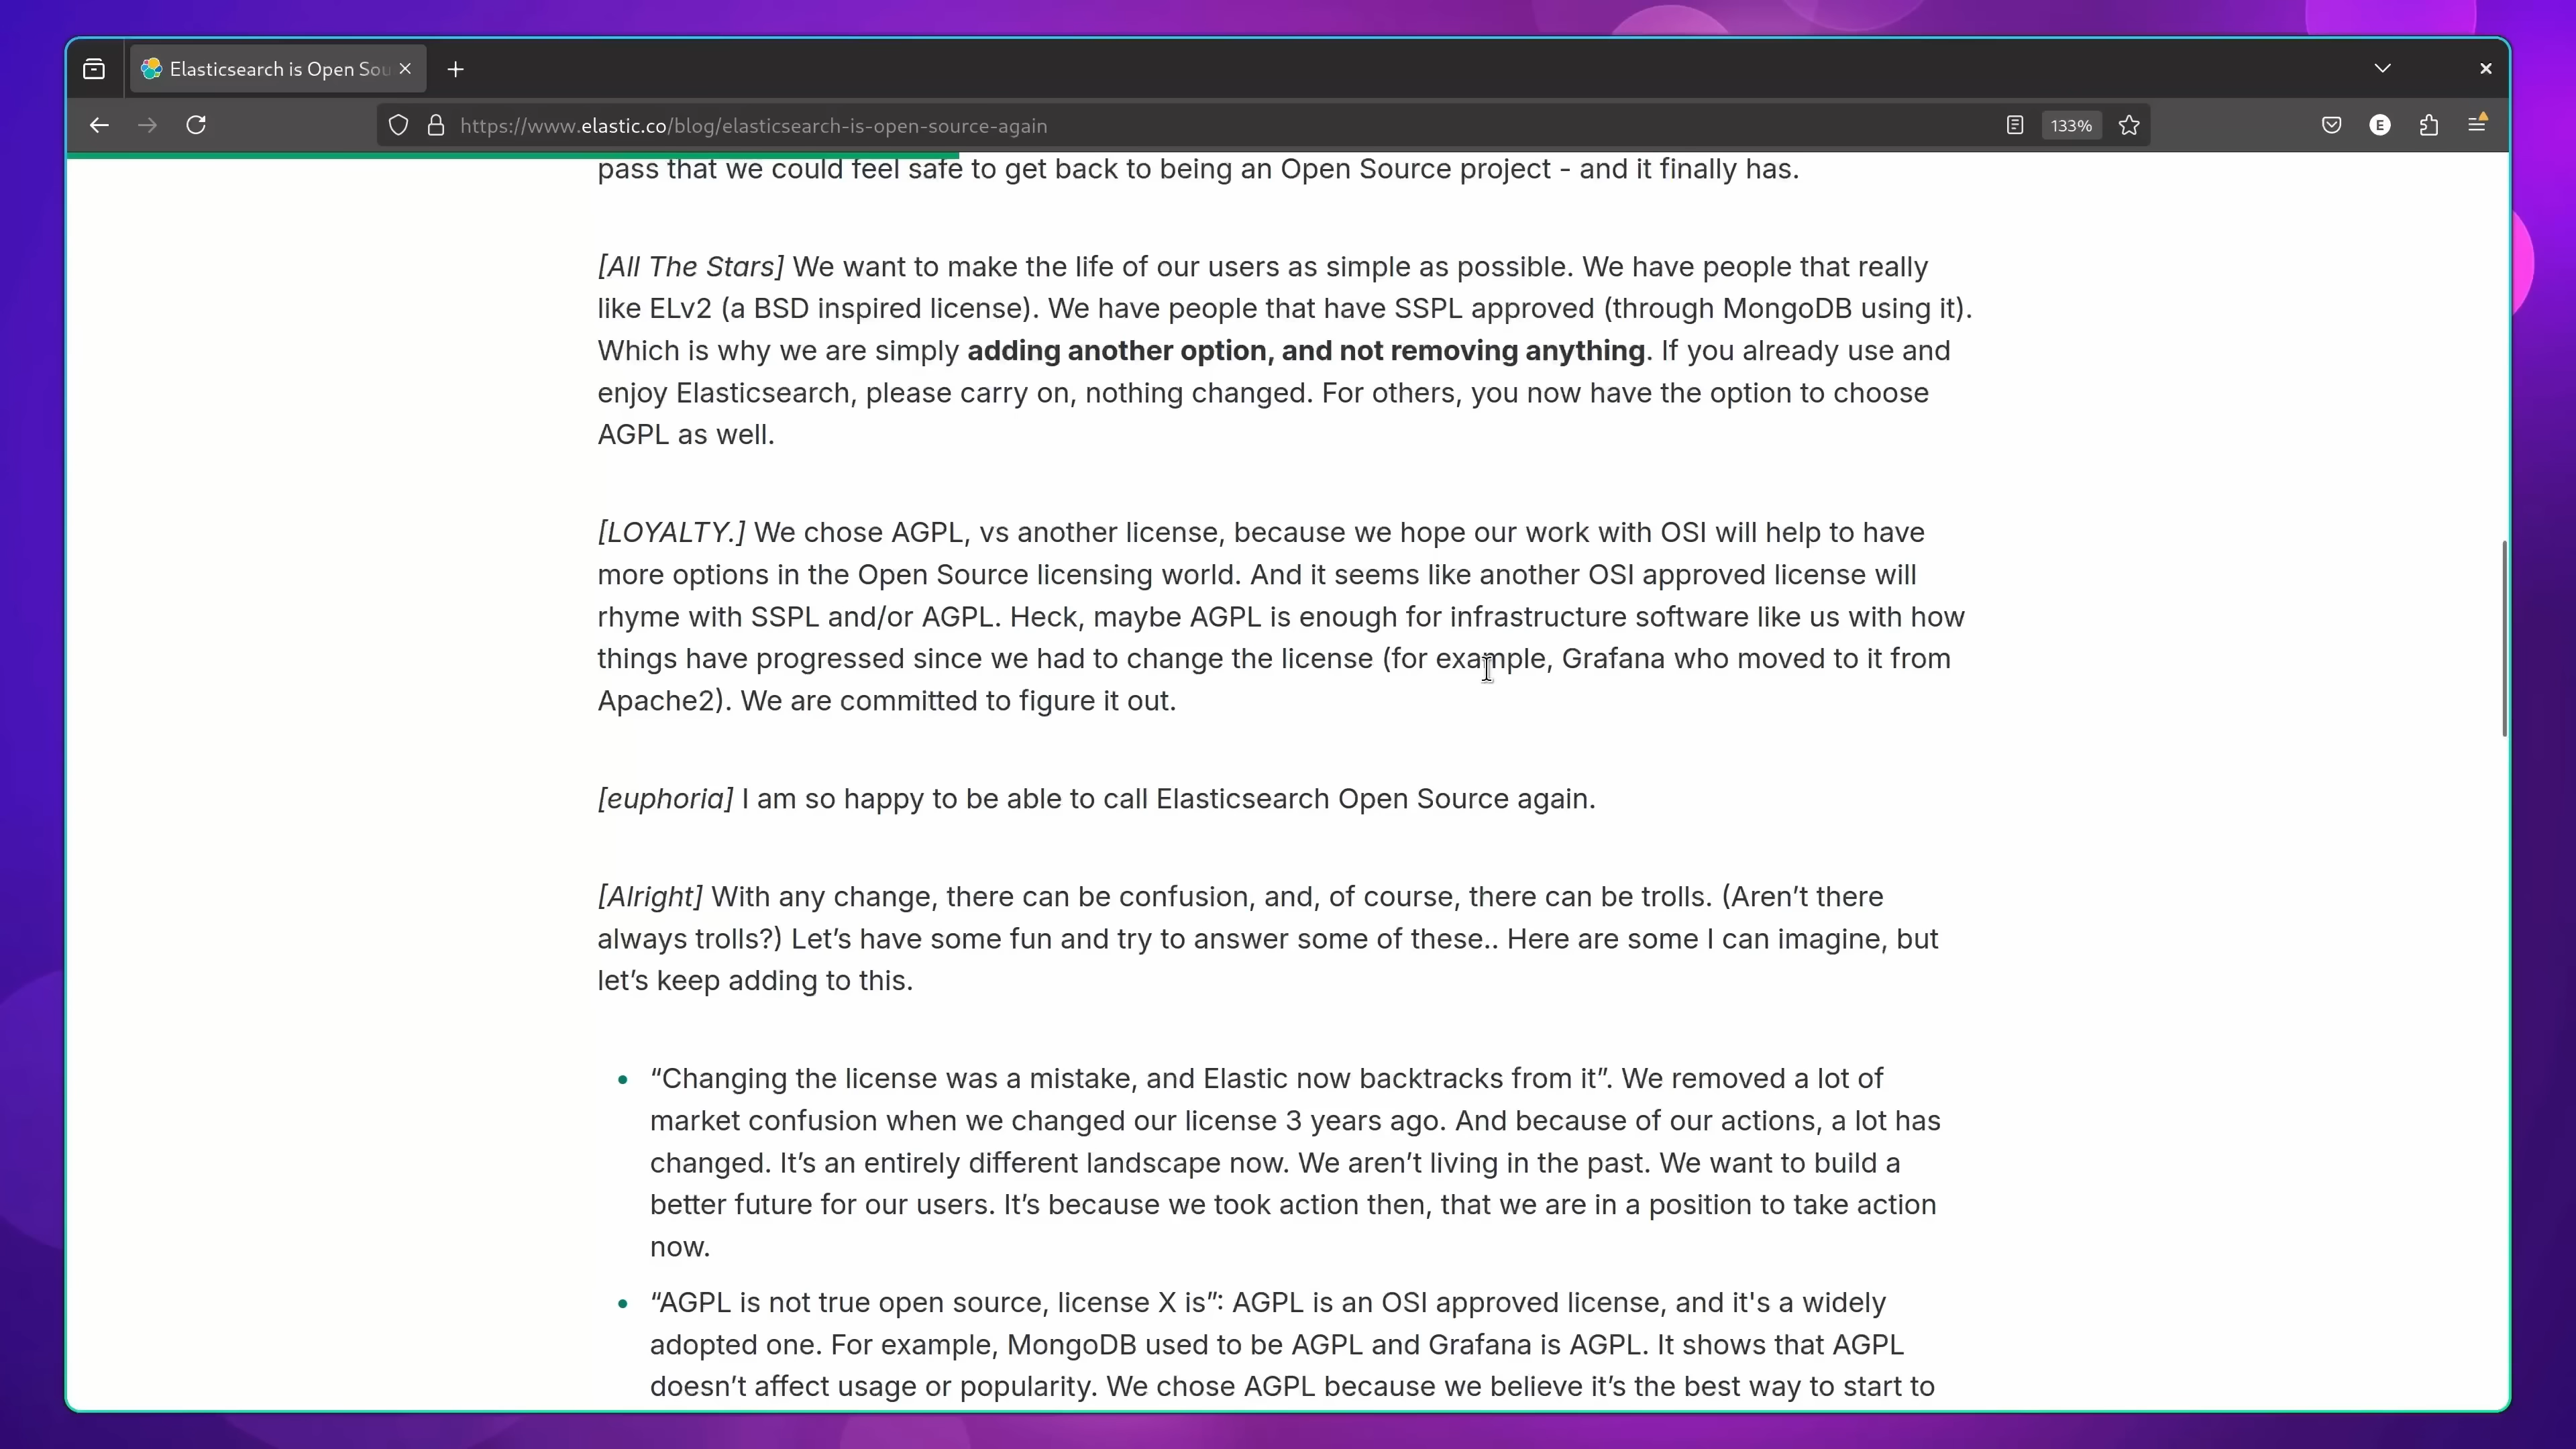 Elasticsearch is Open Sou
https://www.elastic.co/blog/elasticsearch-is-open-source-again
133%
E
pass that we could feel safe to get back to being an Open Source project - and it finally has.
[All The Stars] We want to make the life of our users as simple as possible. We have people that really
like ELv2 (a BSD inspired license). We have people that have SSPL approved (through MongoDB using it).
Which is why we are simply adding another option, and not removing anything. If you already use and
enjoy Elasticsearch, please carry on, nothing changed. For others, you now have the option to choose
AGPL as well.
[LOYALTY.] We chose AGPL, vs another license, because we hope our work with OSI will help to have
more options in the Open Source licensing world. And it seems like another OSI approved license will
rhyme with SSPL and/or AGPL. Heck, maybe AGPL is enough for infrastructure software like us with how
things have progressed since we had to change the license (for example, Grafana who moved to it from
Apache2). We are committed to figure it out.
[euphoria] I am so happy to be able to call Elasticsearch Open Source again.
[Alright] With any change, there can be confusion, and, of course, there can be trolls. (Aren’t there
always trolls?) Let’s have some fun and try to answer some of these.. Here are some I can imagine, but
let’s keep adding to this.
• “Changing the license was a mistake, and Elastic now backtracks from it”. We removed a lot of
market confusion when we changed our license 3 years ago. And because of our actions, a lot has
changed. It’s an entirely different landscape now. We aren’t living in the past. We want to build a
better future for our users. It’s because we took action then, that we are in a position to take action
now.
• “AGPL is not true open source, license X is”: AGPL is an OSI approved license, and it's a widely
adopted one. For example, MongoDB used to be AGPL and Grafana is AGPL. It shows that AGPL
doesn’t affect usage or popularity. We chose AGPL because we believe it’s the best way to start to